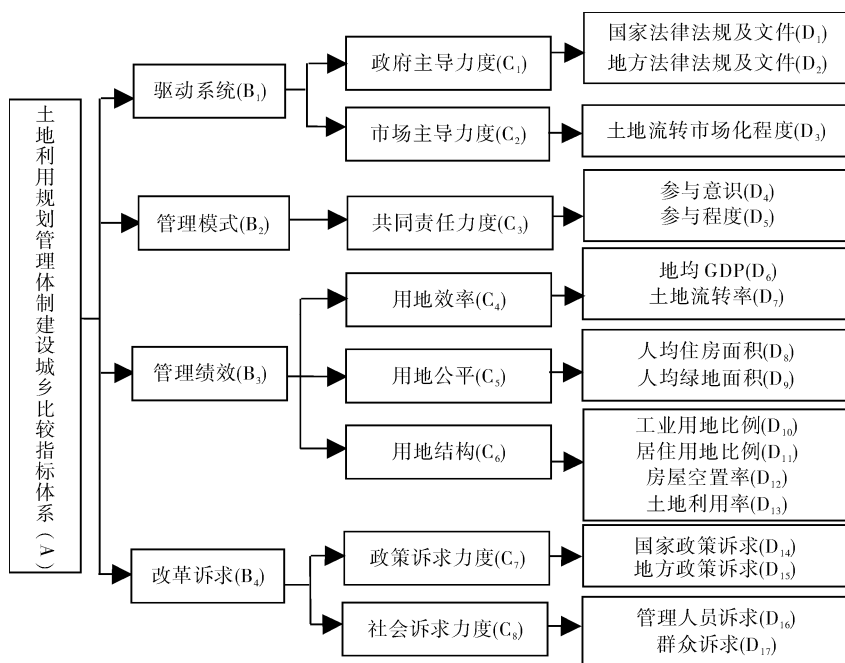 土地利用规划管理体制建设城乡比较指标体系(A)
驱动系统(B₁)
政府主导力度(C₁)
国家法律法规及文件(D₁)
地方法律法规及文件(D₂)
市场主导力度(C₂)
土地流转市场化程度(D₃)
管理模式(B₂)
共同责任力度(C₃)
参与意识(D₄)
参与程度(D₅)
管理绩效(B₃)
用地效率(C₄)
地均GDP(D₆)
土地流转率(D₇)
用地公平(C₅)
人均住房面积(D₈)
人均绿地面积(D₉)
用地结构(C₆)
工业用地比例(D₁₀)
居住用地比例(D₁₁)
房屋空置率(D₁₂)
土地利用率(D₁₃)
改革诉求(B₄)
政策诉求力度(C₇)
国家政策诉求(D₁₄)
地方政策诉求(D₁₅)
社会诉求力度(C₈)
管理人员诉求(D₁₆)
群众诉求(D₁₇)